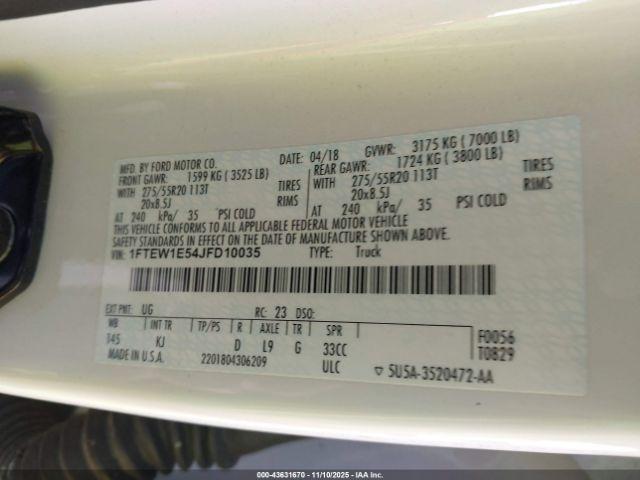 MFD. BY FORD MOTOR CO.
DATE: 04/18 GVWR: 3175 KG ( 7000 LB)
FRONT GAWR: 1599 KG ( 3525 LB) REAR GAWR: 1724 KG ( 3800 LB)
WITH 275/55R20 113T TIRES WITH 275/55R20 113T TIRES
20x8.5J RIMS 20x8.5J RIMS
AT 240 kPa/ 35 PSI COLD AT 240 kPa/ 35 PSI COLD
THIS VEHICLE CONFORMS TO ALL APPLICABLE FEDERAL MOTOR VEHICLE
SAFETY STANDARDS IN EFFECT ON THE DATE OF MANUFACTURE SHOWN ABOVE.
VIN: 1FTEW1E54JFD10035 TYPE: Truck
EXT PNT: UG RC: 23 DSO:
WB INT TR TP/PS R AXLE TR SPR F0056
145 KJ D L9 G 33CC T0829
MADE IN U.S.A. 2201804306209 ULC ▽ 5U5A-3520472-AA
000-43631670 - 11/10/2025 - IAA Inc.